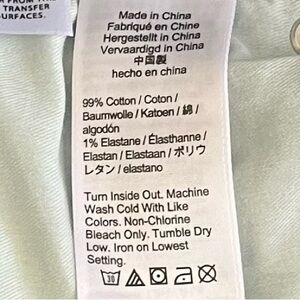 TRANSFER
SURFACES.
Made in China
Fabriqué en Chine
Hergestellt in China
Vervaardigd in China
中国製
hecho en china
99% Cotton / Coton /
Baumwolle / Katoen / 綿 /
algodón
1% Elastane / Élasthanne /
Elastan / Elastaan / ポリウ
レタン / elastano
Turn Inside Out. Machine
Wash Cold With Like
Colors. Non-Chlorine
Bleach Only. Tumble Dry
Low. Iron on Lowest
Setting.
30